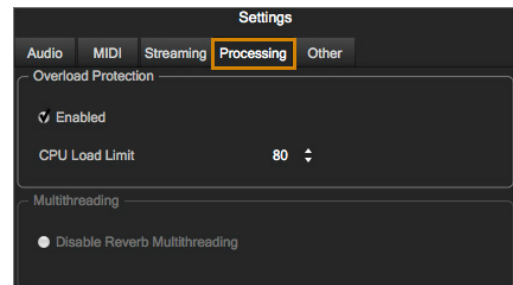 Settings
Audio MIDI Streaming Processing Other
Overload Protection
Enabled
CPU Load Limit 80
Multithreading
Disable Reverb Multithreading